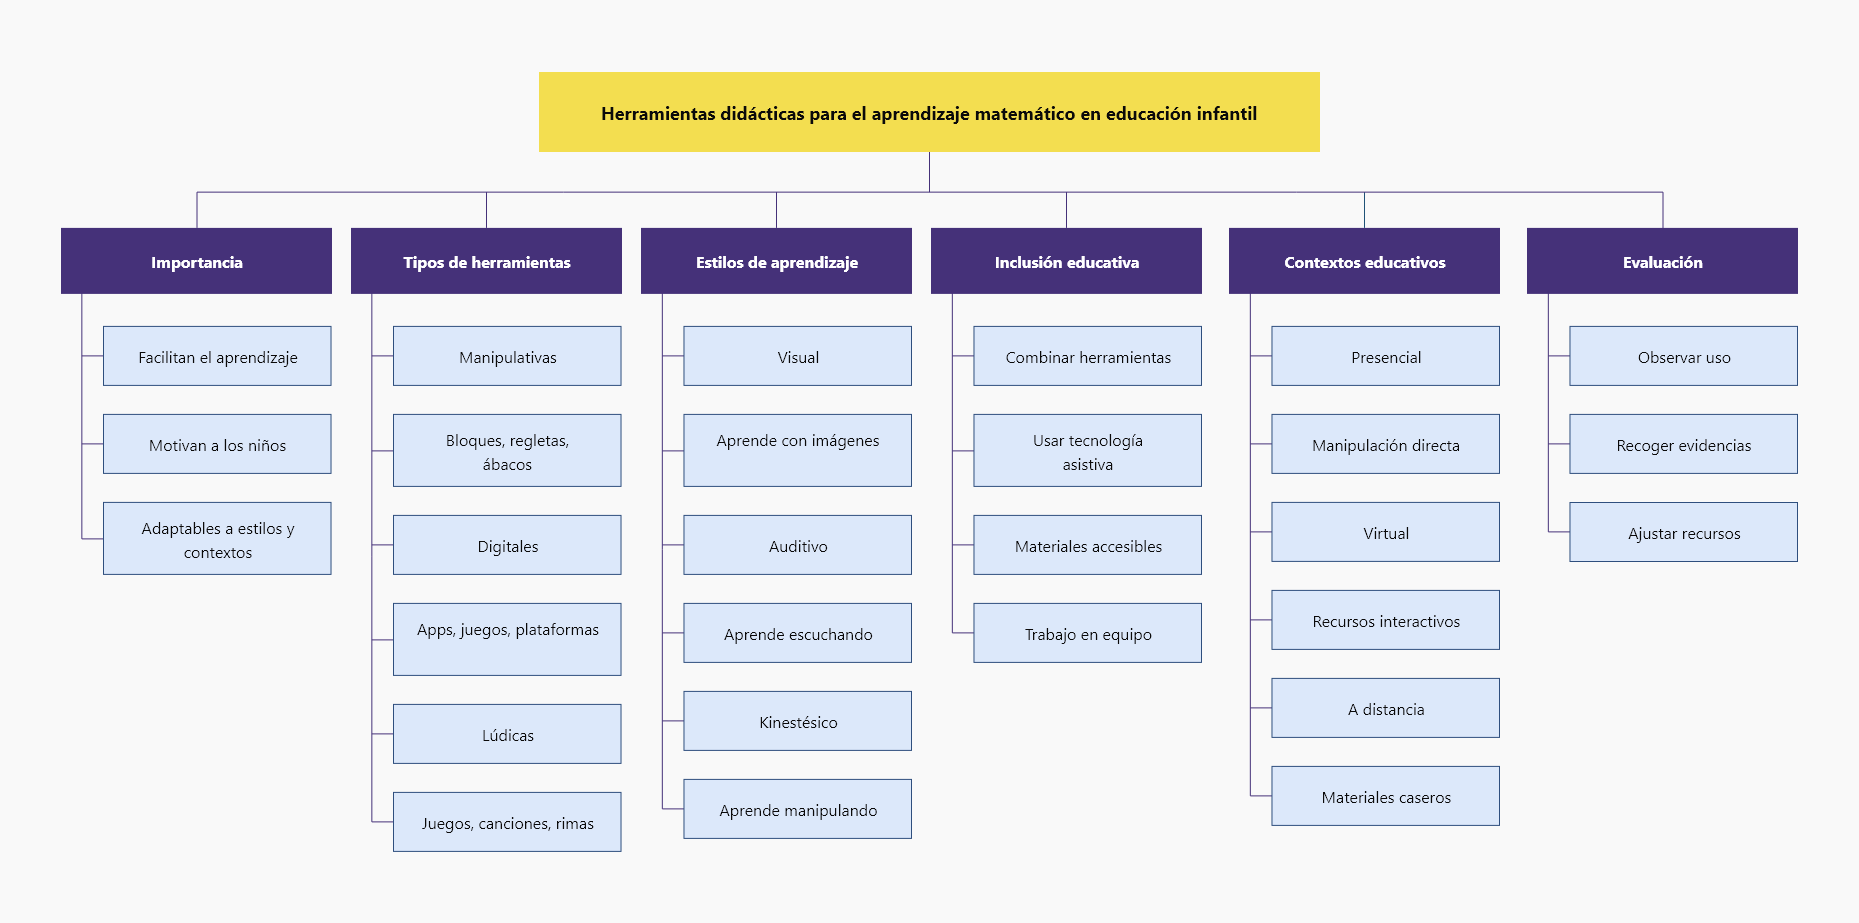 Herramientas didácticas para el aprendizaje matemático en educación infantil
Importancia
Facilitan el aprendizaje
Motivan a los niños
Adaptables a estilos y
contextos
Tipos de herramientas
Manipulativas
Bloques, regletas,
ábacos
Digitales
Apps, juegos, plataformas
Lúdicas
Juegos, canciones, rimas
Estilos de aprendizaje
Visual
Aprende con imágenes
Auditivo
Aprende escuchando
Kinestésico
Aprende manipulando
Inclusión educativa
Combinar herramientas
Usar tecnología
asistiva
Materiales accesibles
Trabajo en equipo
Contextos educativos
Presencial
Manipulación directa
Virtual
Recursos interactivos
A distancia
Materiales caseros
Evaluación
Observar uso
Recoger evidencias
Ajustar recursos